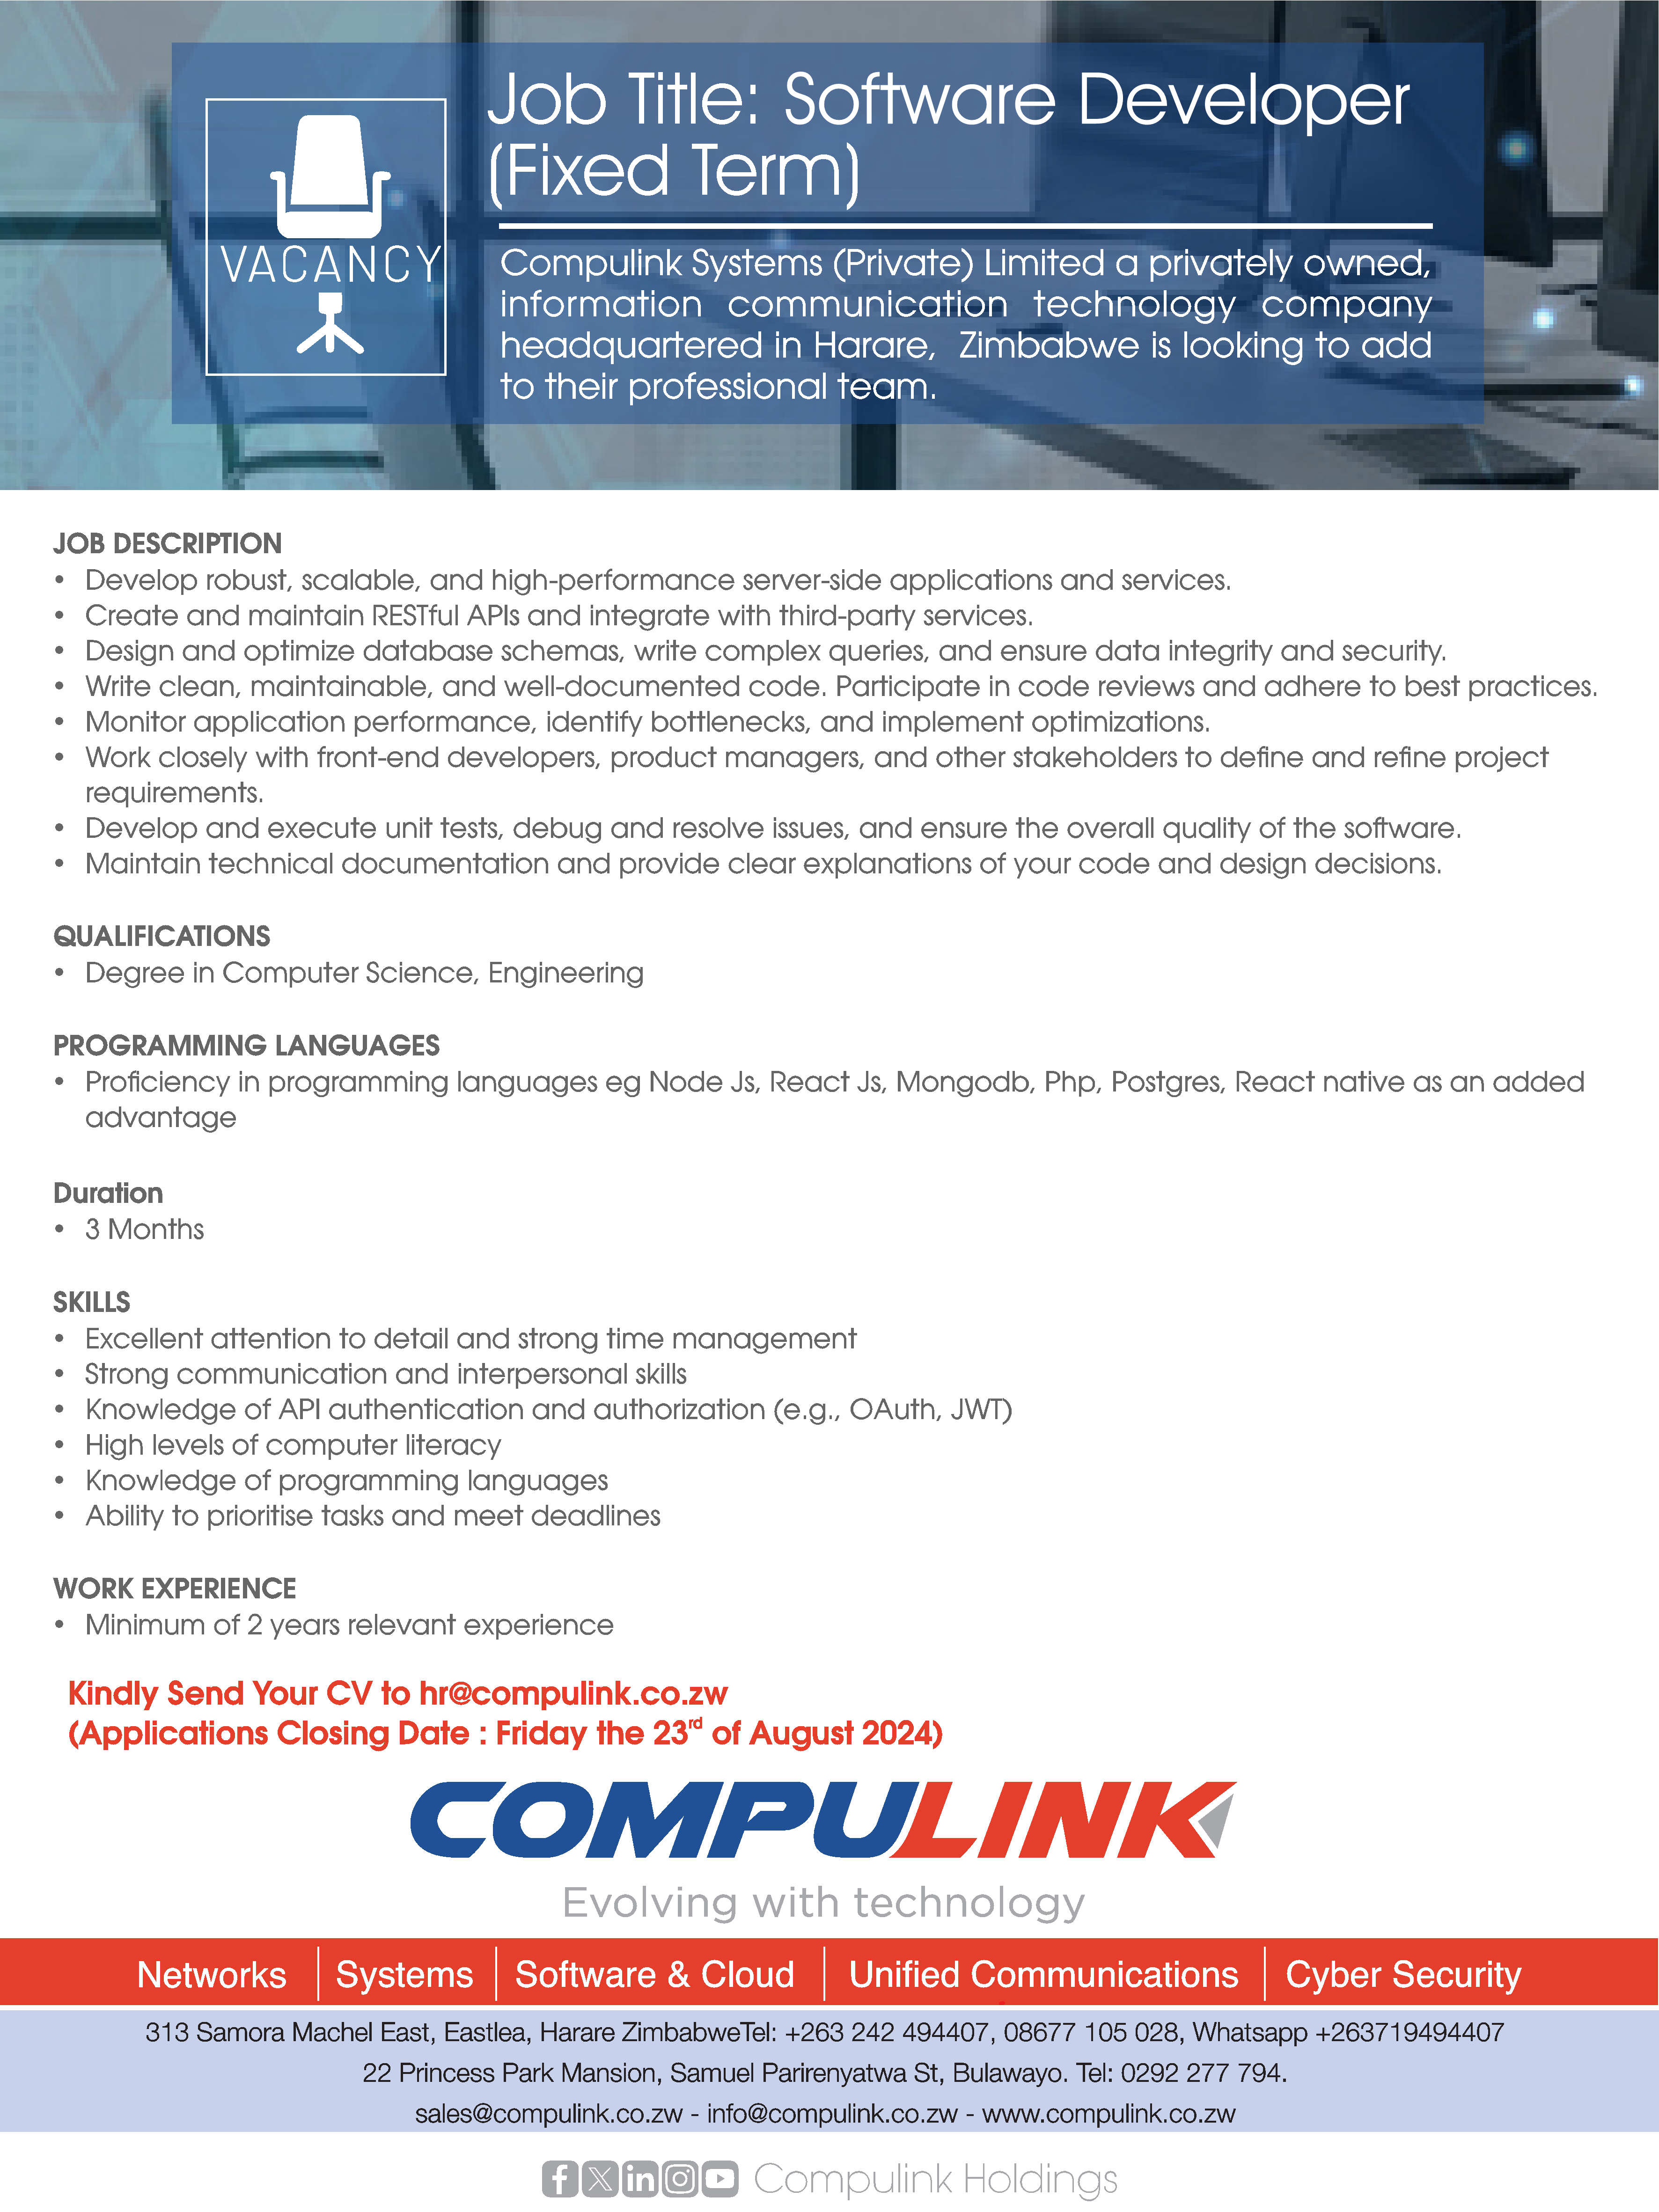 Job Title: Software Developer
(Fixed Term)
VACANCY
Compulink Systems (Private) Limited a privately owned,
information communication technology company
headquartered in Harare, Zimbabwe is looking to add
to their professional team.
JOB DESCRIPTION
• Develop robust, scalable, and high-performance server-side applications and services.
• Create and maintain RESTful APIs and integrate with third-party services.
• Design and optimize database schemas, write complex queries, and ensure data integrity and security.
• Write clean, maintainable, and well-documented code. Participate in code reviews and adhere to best practices.
• Monitor application performance, identify bottlenecks, and implement optimizations.
• Work closely with front-end developers, product managers, and other stakeholders to define and refine project
requirements.
• Develop and execute unit tests, debug and resolve issues, and ensure the overall quality of the software.
• Maintain technical documentation and provide clear explanations of your code and design decisions.
QUALIFICATIONS
• Degree in Computer Science, Engineering
PROGRAMMING LANGUAGES
• Proficiency in programming languages eg Node Js, React Js, Mongodb, Php, Postgres, React native as an added
advantage
Duration
• 3 Months
SKILLS
• Excellent attention to detail and strong time management
• Strong communication and interpersonal skills
• Knowledge of API authentication and authorization (e.g., OAuth, JWT)
• High levels of computer literacy
• Knowledge of programming languages
• Ability to prioritise tasks and meet deadlines
WORK EXPERIENCE
• Minimum of 2 years relevant experience
Kindly Send Your CV to hr@compulink.co.zw
(Applications Closing Date : Friday the 23rd of August 2024)
COMPULINK
Evolving with technology
Networks | Systems | Software & Cloud | Unified Communications | Cyber Security
313 Samora Machel East, Eastlea, Harare ZimbabweTel: +263 242 494407, 08677 105 028, Whatsapp +263719494407
22 Princess Park Mansion, Samuel Parirenyatwa St, Bulawayo. Tel: 0292 277 794.
sales@compulink.co.zw - info@compulink.co.zw - www.compulink.co.zw
Compulink Holdings